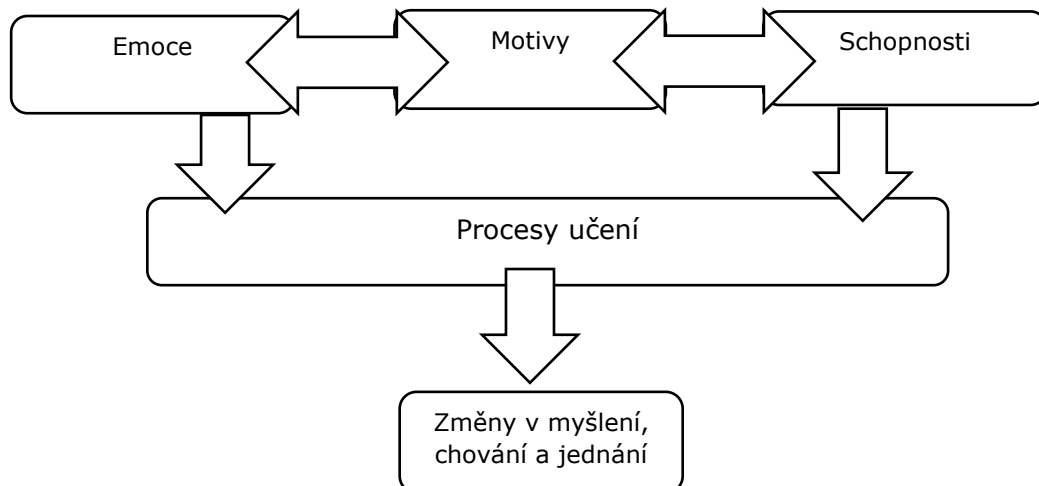 Emoce
Motivy
Schopnosti
Procesy učení
Změny v myšlení,
chování a jednání